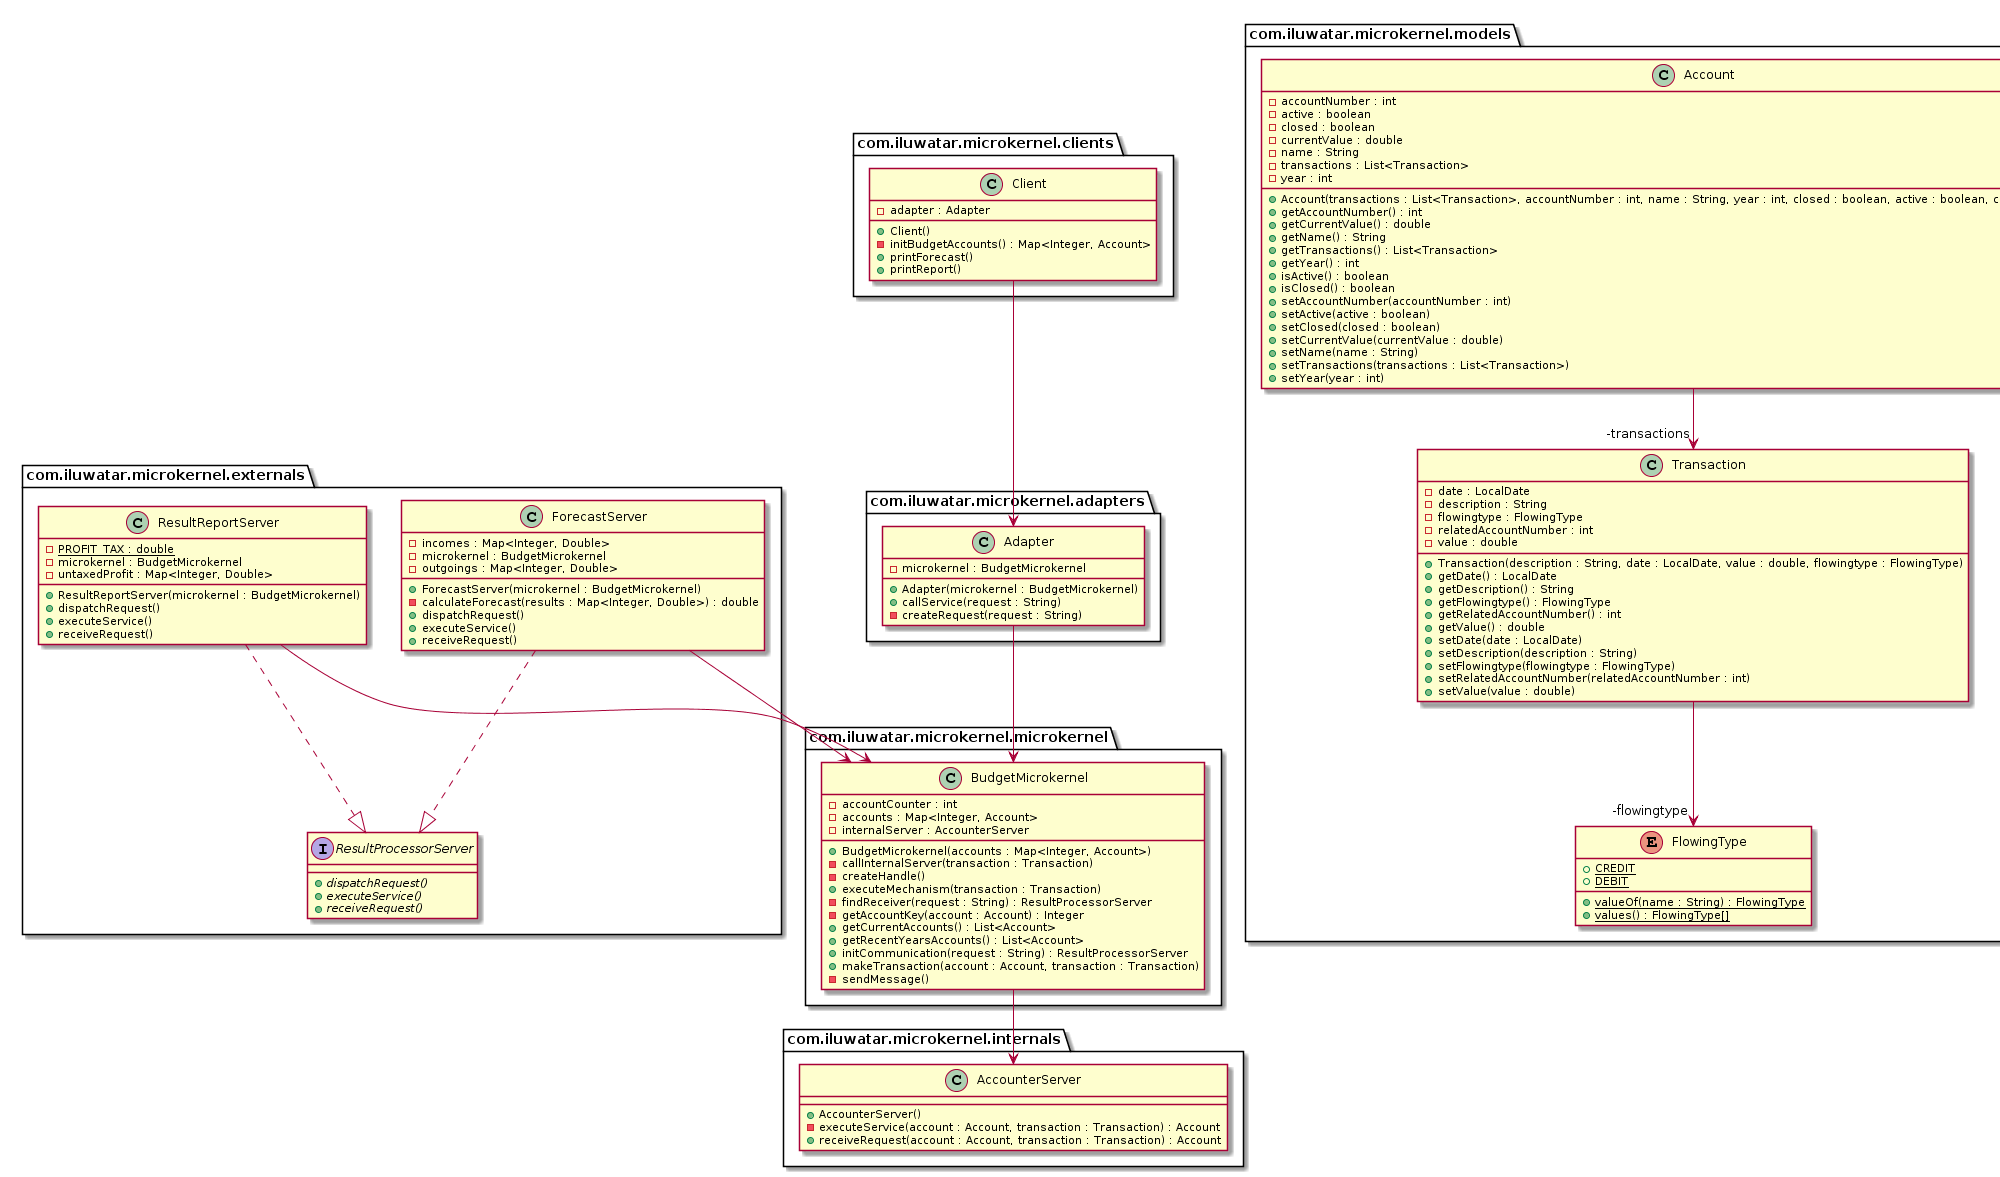 com.iluwatar.microkernel.models
C Account
accountNumber : int
active : boolean
closed : boolean
currentValue : double
name : String
transactions : List<Transaction>
year : int
Account(transactions : List<Transaction>, accountNumber : int, name : String, year : int, closed : boolean, active : boolean, c
getAccountNumber() : int
getCurrentValue() : double
getName() : String
getTransactions() : List<Transaction>
getYear() : int
isActive() : boolean
isClosed() : boolean
setAccountNumber(accountNumber : int)
setActive(active : boolean)
setClosed(closed : boolean)
setCurrentValue(currentValue : double)
setName(name : String)
setTransactions(transactions : List<Transaction>)
setYear(year : int)
-transactions
C Transaction
date : LocalDate
description : String
flowingtype : FlowingType
relatedAccountNumber : int
value : double
Transaction(description : String, date : LocalDate, value : double, flowingtype : FlowingType)
getDate() : LocalDate
getDescription() : String
getFlowingtype() : FlowingType
getRelatedAccountNumber() : int
getValue() : double
setDate(date : LocalDate)
setDescription(description : String)
setFlowingtype(flowingtype : FlowingType)
setRelatedAccountNumber(relatedAccountNumber : int)
setValue(value : double)
-flowingtype
E FlowingType
CREDIT
DEBIT
valueOf(name : String) : FlowingType
values() : FlowingType[]
com.iluwatar.microkernel.clients
C Client
adapter : Adapter
Client()
initBudgetAccounts() : Map<Integer, Account>
printForecast()
printReport()
com.iluwatar.microkernel.adapters
C Adapter
microkernel : BudgetMicrokernel
Adapter(microkernel : BudgetMicrokernel)
callService(request : String)
createRequest(request : String)
com.iluwatar.microkernel.externals
C ResultReportServer
PROFIT_TAX : double
microkernel : BudgetMicrokernel
untaxedProfit : Map<Integer, Double>
ResultReportServer(microkernel : BudgetMicrokernel)
dispatchRequest()
executeService()
receiveRequest()
C ForecastServer
incomes : Map<Integer, Double>
microkernel : BudgetMicrokernel
outgoings : Map<Integer, Double>
ForecastServer(microkernel : BudgetMicrokernel)
calculateForecast(results : Map<Integer, Double>) : double
dispatchRequest()
executeService()
receiveRequest()
I ResultProcessorServer
dispatchRequest()
executeService()
receiveRequest()
com.iluwatar.microkernel.microkernel
C BudgetMicrokernel
accountCounter : int
accounts : Map<Integer, Account>
internalServer : AccounterServer
BudgetMicrokernel(accounts : Map<Integer, Account>)
callInternalServer(transaction : Transaction)
createHandle()
executeMechanism(transaction : Transaction)
findReceiver(request : String) : ResultProcessorServer
getAccountKey(account : Account) : Integer
getCurrentAccounts() : List<Account>
getRecentYearsAccounts() : List<Account>
initCommunication(request : String) : ResultProcessorServer
makeTransaction(account : Account, transaction : Transaction)
sendMessage()
com.iluwatar.microkernel.internals
C AccounterServer
AccounterServer()
executeService(account : Account, transaction : Transaction) : Account
receiveRequest(account : Account, transaction : Transaction) : Account